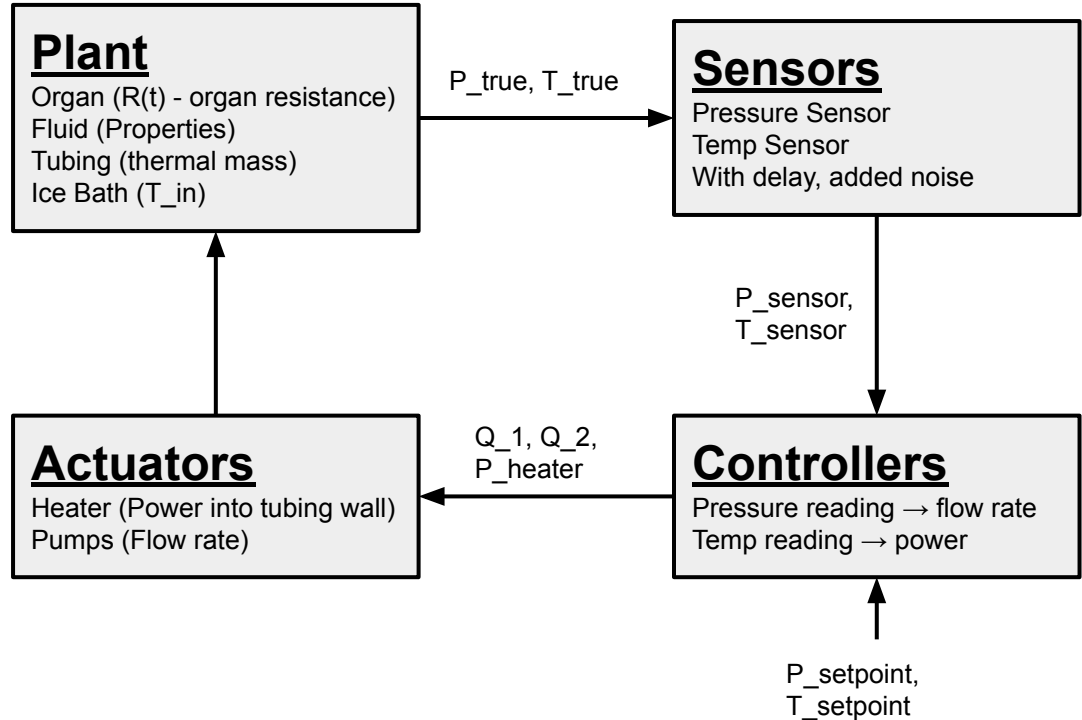 Plant
Organ (R(t) - organ resistance)
Fluid (Properties)
Tubing (thermal mass)
Ice Bath (T_in)
P_true, T_true
Sensors
Pressure Sensor
Temp Sensor
With delay, added noise
P_sensor,
T_sensor
Actuators
Heater (Power into tubing wall)
Pumps (Flow rate)
Q_1, Q_2,
P_heater
Controllers
Pressure reading → flow rate
Temp reading → power
P_setpoint,
T_setpoint